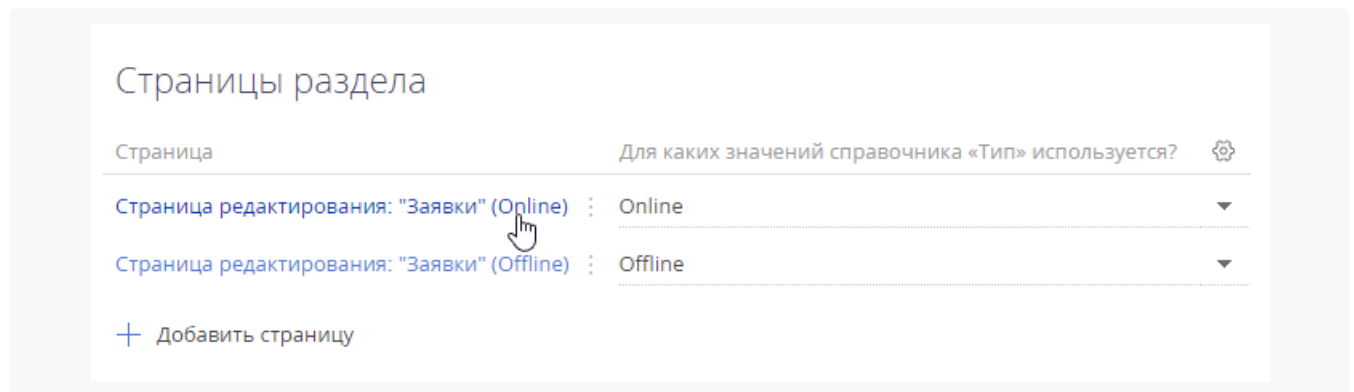 Страницы раздела
Страница Для каких значений справочника «Тип» используется?
Страница редактирования: "Заявки" (Online) Online
Страница редактирования: "Заявки" (Offline) Offline
+ Добавить страницу